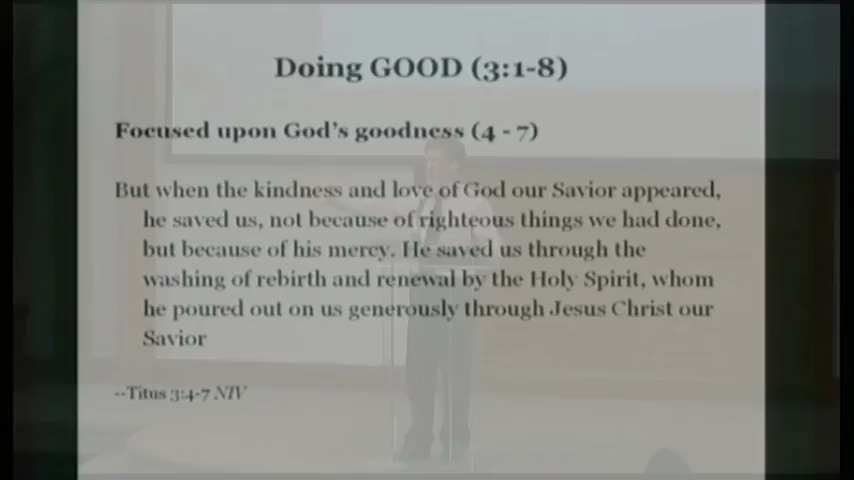 Doing GOOD (3:1-8)
Focused upon God's goodness (4 - 7)
But when the kindness and love of God our Savior appeared,
he saved us, not because of righteous things we had done,
but because of his mercy. He saved us through the
washing of rebirth and renewal by the Holy Spirit, whom
he poured out on us generously through Jesus Christ our
Savior
--Titus 3:4-7 NIV